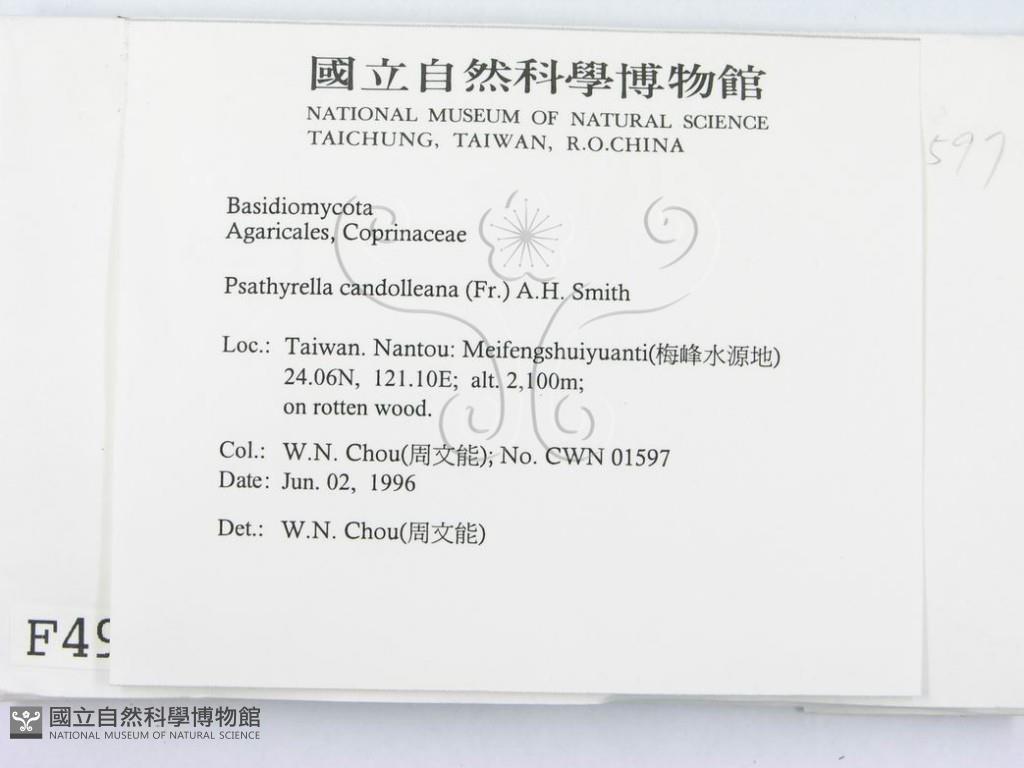 國立自然科學博物館
NATIONAL MUSEUM OF NATURAL SCIENCE
TAICHUNG, TAIWAN, R.O.CHINA
597
Basidiomycota
Agaricales, Coprinaceae
Psathyrella candolleana (Fr.) A.H. Smith
Loc.: Taiwan. Nantou: Meifengshuiyuanti(梅峰水源地)
24.06N, 121.10E; alt. 2,100m;
on rotten wood.
Col.: W.N. Chou(周文能); No. CWN 01597
Date: Jun. 02, 1996
Det.: W.N. Chou(周文能)
F49
國立自然科學博物館
NATIONAL MUSEUM OF NATURAL SCIENCE